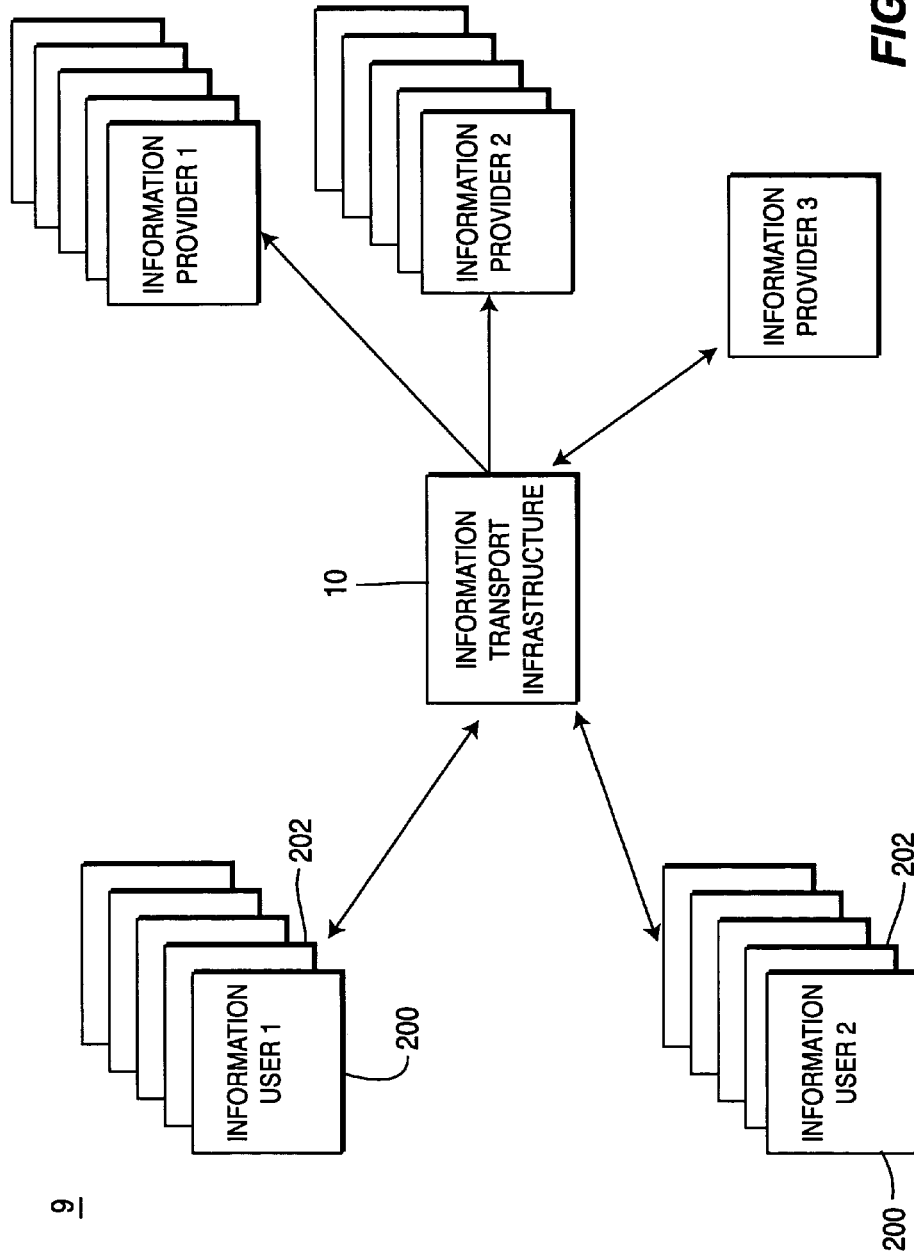 9
INFORMATION
USER 1
202
200
INFORMATION
PROVIDER 1
10
INFORMATION
TRANSPORT
INFRASTRUCTURE
INFORMATION
PROVIDER 2
INFORMATION
USER 2
202
200
INFORMATION
PROVIDER 3
FIG